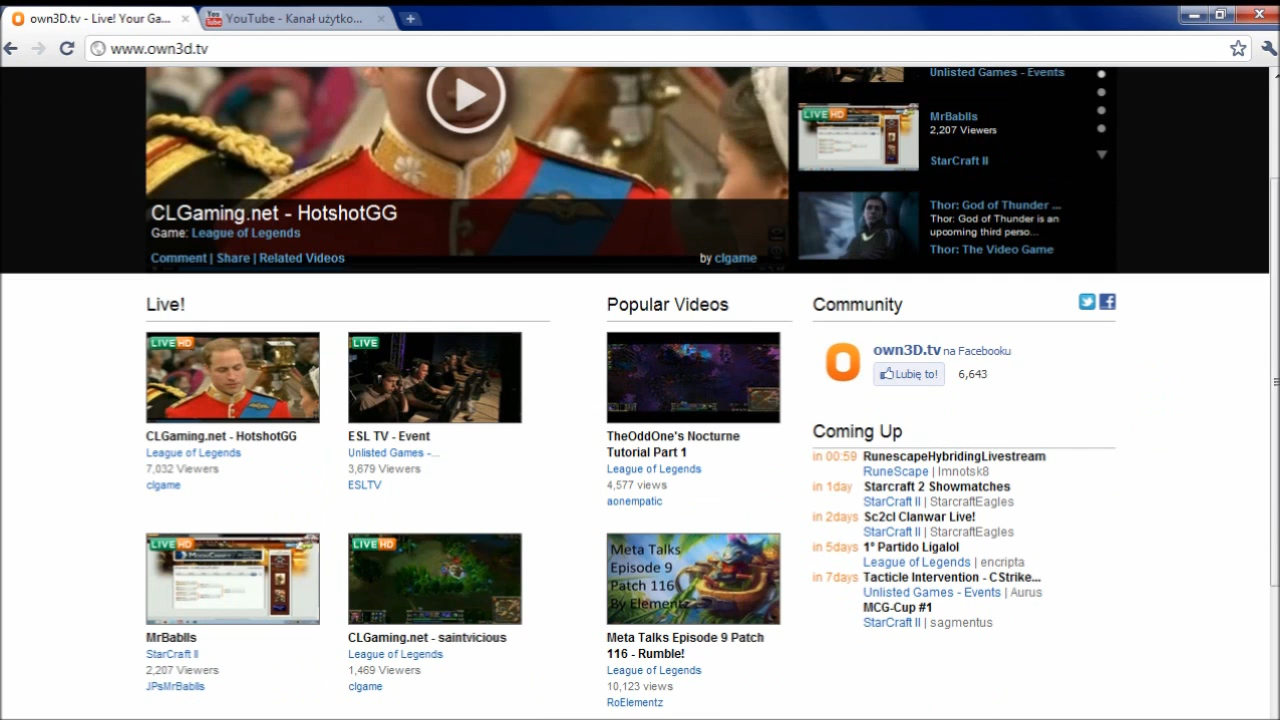 own3D.tv - Live! Your Ga...
YouTube - Kanał użytko...
www.own3d.tv
Unlisted Games - Events
LIVE HD
MrBablls
2,207 Viewers
StarCraft II
Thor: God of Thunder ...
Thor: God of Thunder is an
upcoming third perso...
Thor: The Video Game
CLGaming.net - HotshotGG
Game: League of Legends
Comment | Share | Related Videos
by clgame
Live!
LIVE HD
CLGaming.net - HotshotGG
League of Legends
7,032 Viewers
clgame
LIVE
ESL TV - Event
Unlisted Games -...
3,679 Viewers
ESLTV
LIVE HD
MrBablls
StarCraft II
2,207 Viewers
JPsMrBablls
LIVE HD
CLGaming.net - saintvicious
League of Legends
1,469 Viewers
clgame
Popular Videos
TheOddOne's Nocturne
Tutorial Part 1
League of Legends
4,577 views
aonempatic
Meta Talks
Episode 9
Patch 116
By Elementz
Meta Talks Episode 9 Patch
116 - Rumble!
League of Legends
10,123 views
RoElementz
Community
own3D.tv na Facebooku
Lubię to! 6,643
Coming Up
in 00:59 RunescapeHybridingLivestream
RuneScape | Imnotsk8
in 1day Starcraft 2 Showmatches
StarCraft II | StarcraftEagles
in 2days Sc2cl Clanwar Live!
StarCraft II | StarcraftEagles
in 5days 1° Partido Ligalol
League of Legends | encripta
in 7days Tacticle Intervention - CStrike...
Unlisted Games - Events | Aurus
MCG-Cup #1
StarCraft II | sagmentus